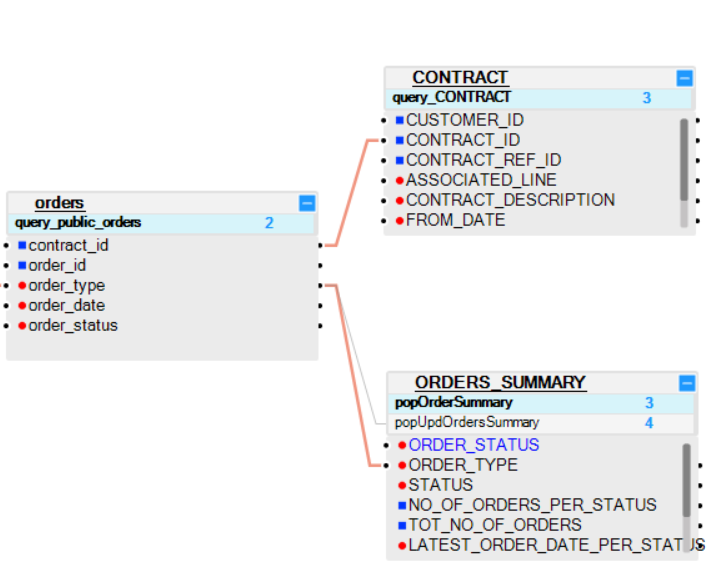 CONTRACT
query_CONTRACT 3
CUSTOMER_ID
CONTRACT_ID
CONTRACT_REF_ID
ASSOCIATED_LINE
CONTRACT_DESCRIPTION
FROM_DATE
orders
query_public_orders 2
contract_id
order_id
order_type
order_date
order_status
ORDERS_SUMMARY
popOrderSummary 3
popUpdOrdersSummary 4
ORDER_STATUS
ORDER_TYPE
STATUS
NO_OF_ORDERS_PER_STATUS
TOT_NO_OF_ORDERS
LATEST_ORDER_DATE_PER_STATUS